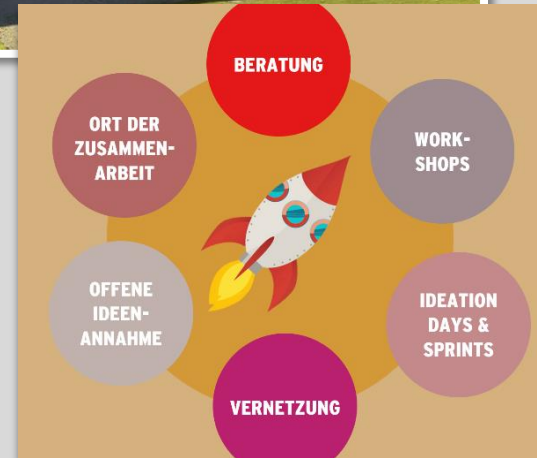 BERATUNG
WORK-
SHOPS
IDEATION
DAYS &
SPRINTS
VERNETZUNG
OFFENE
IDEEN-
ANNAHME
ORT DER
ZUSAMMEN-
ARBEIT